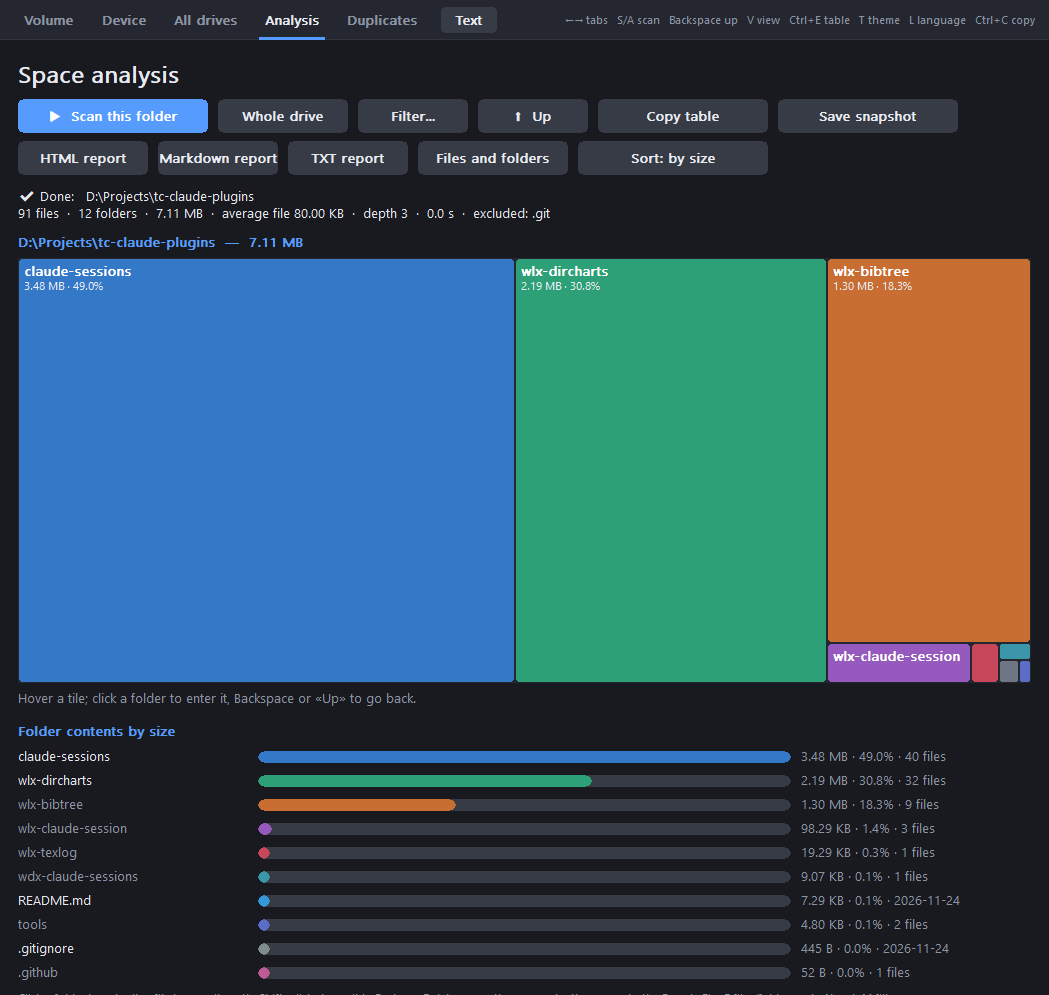 Volume Device All drives Analysis Duplicates Text ←→ tabs S/A scan Backspace up V view Ctrl+E table T theme L language Ctrl+C copy
Space analysis
▶ Scan this folder Whole drive Filter... ⬆ Up Copy table Save snapshot
HTML report Markdown report TXT report Files and folders Sort: by size
✔ Done: D:\Projects\tc-claude-plugins
91 files · 12 folders · 7.11 MB · average file 80.00 KB · depth 3 · 0.0 s · excluded: .git
D:\Projects\tc-claude-plugins — 7.11 MB
claude-sessions wlx-dircharts wlx-bibtree
3.48 MB · 49.0% 2.19 MB · 30.8% 1.30 MB · 18.3%
wlx-claude-session
Hover a tile; click a folder to enter it, Backspace or «Up» to go back.
Folder contents by size
claude-sessions 3.48 MB · 49.0% · 40 files
wlx-dircharts 2.19 MB · 30.8% · 32 files
wlx-bibtree 1.30 MB · 18.3% · 9 files
wlx-claude-session 98.29 KB · 1.4% · 3 files
wlx-texlog 19.29 KB · 0.3% · 1 files
wdx-claude-sessions 9.07 KB · 0.1% · 1 files
README.md 7.29 KB · 0.1% · 2026-11-24
tools 4.80 KB · 0.1% · 2 files
.gitignore 445 B · 0.0% · 2026-11-24
.github 52 B · 0.0% · 1 files